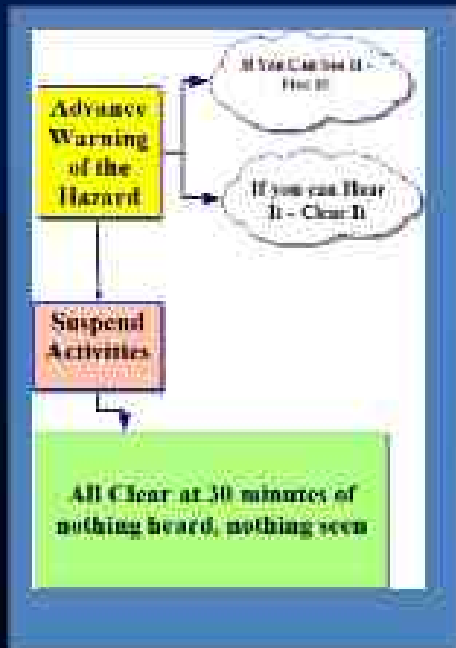 If You Can See It –
Flee It
Advance
Warning
of the
Hazard
If you can Hear
It – Clear It
Suspend
Activities
All Clear at 30 minutes of
nothing heard, nothing seen